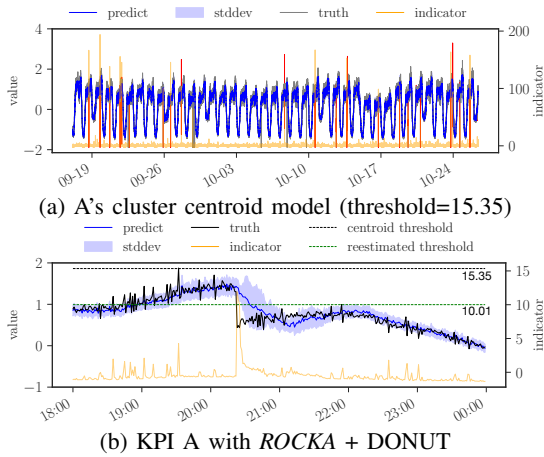 predict stddev truth indicator
4
2
0
−2
value
200
100
0
indicator
09-19 09-26 10-03 10-10 10-17 10-24
(a) A's cluster centroid model (threshold=15.35)
predict truth centroid threshold
stddev indicator reestimated threshold
2
1
0
−1
value
15.35
10.01
15
10
5
0
indicator
18:00 19:00 20:00 21:00 22:00 23:00 00:00
(b) KPI A with ROCKA + DONUT